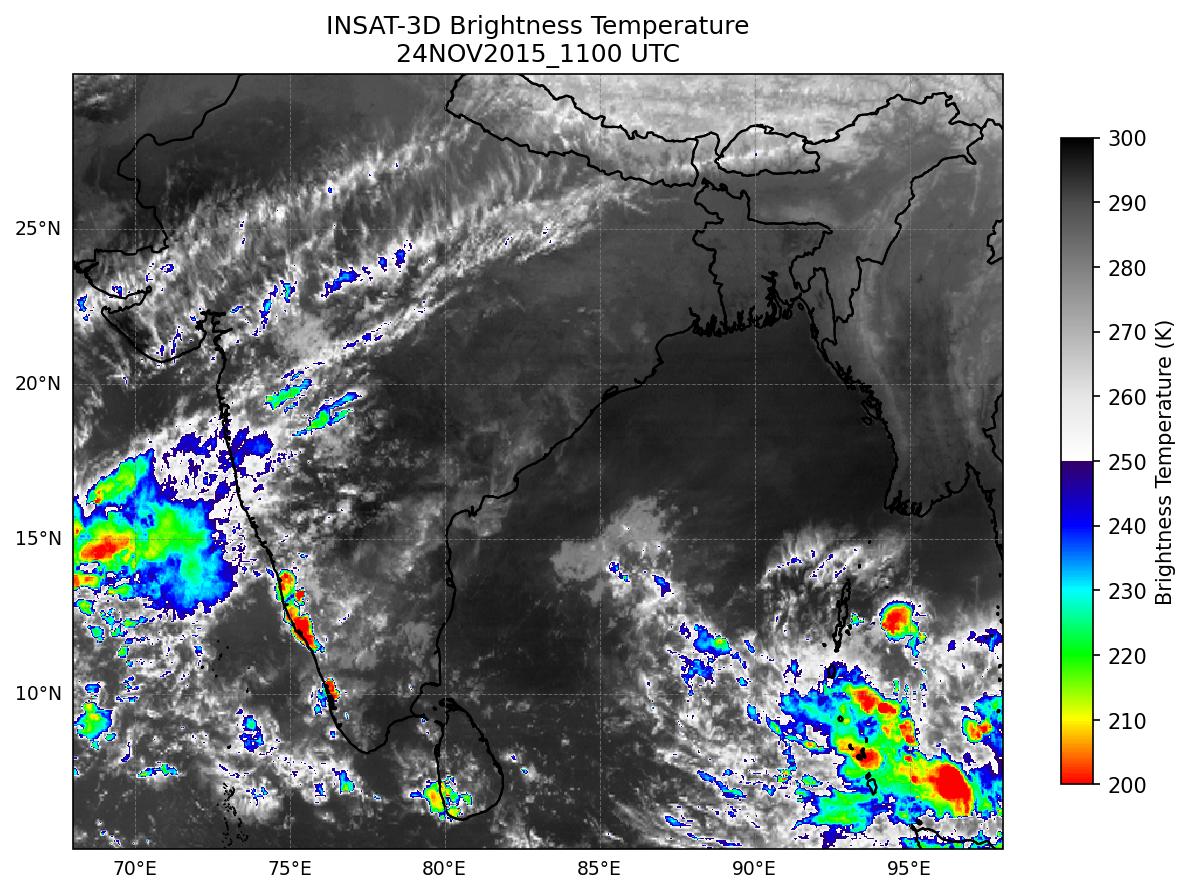 INSAT-3D Brightness Temperature
24NOV2015_1100 UTC
25°N
20°N
15°N
10°N
70°E
75°E
80°E
85°E
90°E
95°E
300
290
280
270
260
250
240
230
220
210
200
Brightness Temperature (K)